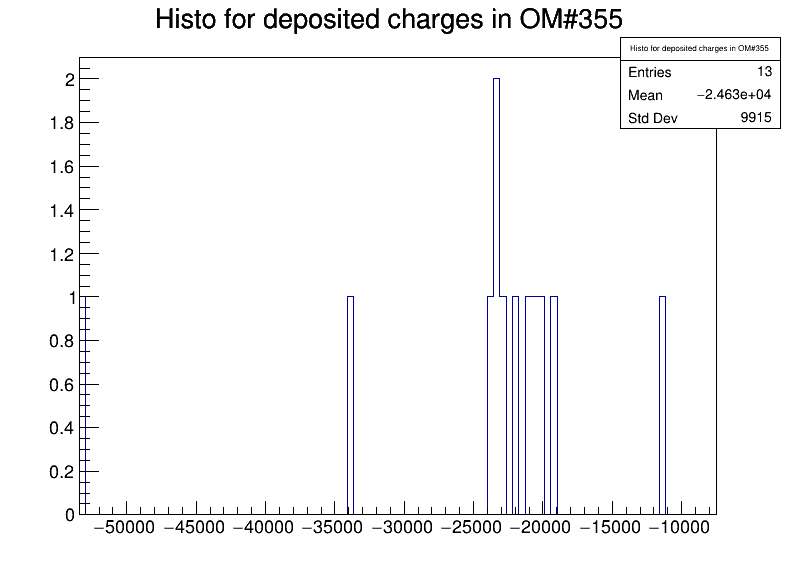 Histo for deposited charges in OM#355
Histo for deposited charges in OM#355
Entries 13
Mean −2.463e+04
Std Dev 9915
2
1.8
1.6
1.4
1.2
1
0.8
0.6
0.4
0.2
0
−50000 −45000 −40000 −35000 −30000 −25000 −20000 −15000 −10000